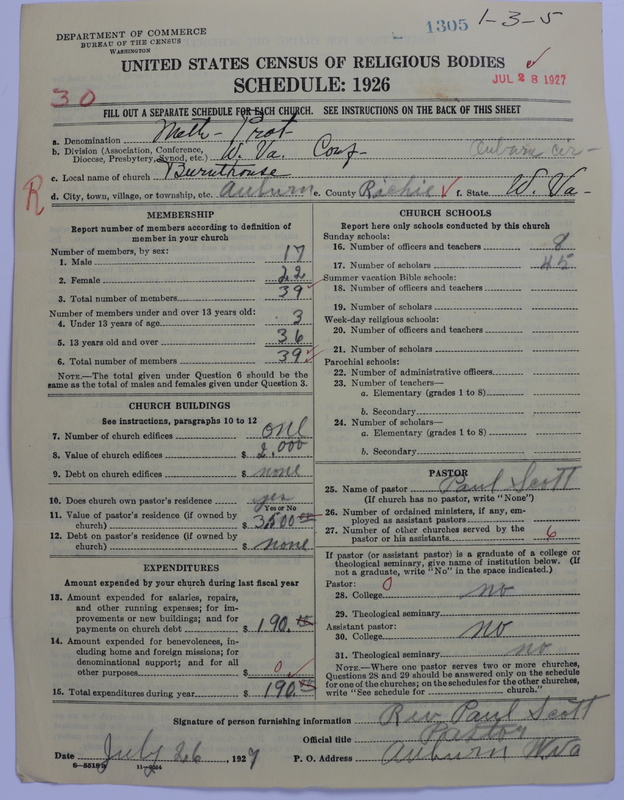 DEPARTMENT OF COMMERCE
BUREAU OF THE CENSUS
WASHINGTON
1305
1-3-5
UNITED STATES CENSUS OF RELIGIOUS BODIES
SCHEDULE: 1926
JUL 28 1927
30
FILL OUT A SEPARATE SCHEDULE FOR EACH CHURCH. SEE INSTRUCTIONS ON THE BACK OF THIS SHEET
a. Denomination Meth- Prot
b. Division (Association, Conference, Diocese, Presbytery, Synod, etc.) W. Va. Conf- Auburn cir-
c. Local name of church Burnthouse
R
d. City, town, village, or township, etc. Auburn e. County Richie f. State W. Va-
MEMBERSHIP
Report number of members according to definition of
member in your church
Number of members, by sex:
1. Male 17
2. Female 22
3. Total number of members 39
Number of members under and over 13 years old:
4. Under 13 years of age 3
5. 13 years old and over 36
6. Total number of members 39
NOTE.—The total given under Question 6 should be
same as the total of males and females given under Question 3.
CHURCH BUILDINGS
See instructions, paragraphs 10 to 12
7. Number of church edifices one
8. Value of church edifices $ 2,000
9. Debt on church edifices $ none
10. Does church own pastor's residence yes
Yes or No
11. Value of pastor's residence (if owned by
church) $ 3500
12. Debt on pastor's residence (if owned by
church) $ none
EXPENDITURES
Amount expended by your church during last fiscal year
13. Amount expended for salaries, repairs,
and other running expenses; for im-
provements or new buildings; and for
payments on church debt $ 190.
14. Amount expended for benevolences, in-
cluding home and foreign missions; for
denominational support; and for all
other purposes $ 0
15. Total expenditures during year $ 190
CHURCH SCHOOLS
Report here only schools conducted by this church
Sunday schools:
16. Number of officers and teachers 8
17. Number of scholars 45
Summer vacation Bible schools:
18. Number of officers and teachers
19. Number of scholars
Week-day religious schools:
20. Number of officers and teachers
21. Number of scholars
Parochial schools:
22. Number of administrative officers
23. Number of teachers—
a. Elementary (grades 1 to 8)
b. Secondary
24. Number of scholars—
a. Elementary (grades 1 to 8)
b. Secondary
PASTOR
25. Name of pastor Paul Scott
(If church has no pastor, write "None")
26. Number of ordained ministers, if any, em-
ployed as assistant pastors
27. Number of other churches served by the
pastor or his assistants 6
If pastor (or assistant pastor) is a graduate of a college or
theological seminary, give name of institution below. (If
not a graduate, write "No" in the space indicated.)
Pastor: 0
28. College no
29. Theological seminary
Assistant pastor:
30. College no
31. Theological seminary no
NOTE.—Where one pastor serves two or more churches,
Questions 28 and 29 should be answered only on the schedule
for one of the churches; on the schedules for the other churches,
write "See schedule for church."
Signature of person furnishing information Rev Paul Scott
Official title Pastor
Date July 26, 1927 P. O. Address Auburn W.Va